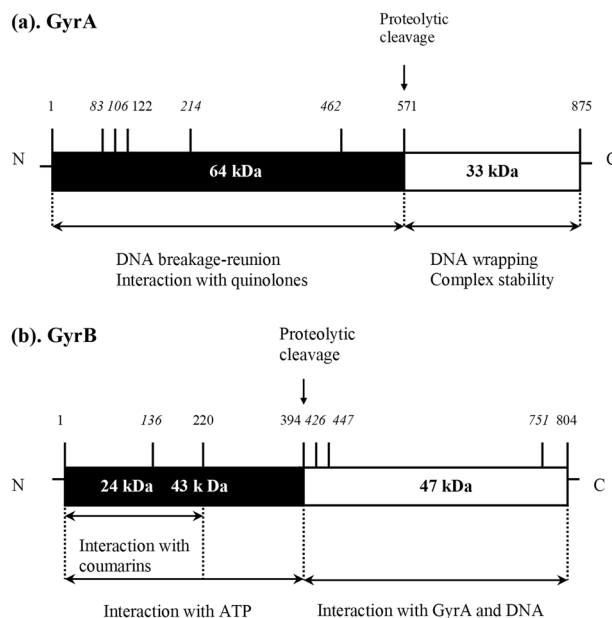 (a). GyrA
Proteolytic
cleavage
1 83 106 122 214 462 571 875
N C
64 kDa 33 kDa
DNA breakage-reunion
Interaction with quinolones
DNA wrapping
Complex stability
(b). GyrB
Proteolytic
cleavage
1 136 220 394 426 447 751 804
N C
24 kDa 43 k Da 47 kDa
Interaction with
coumarins
Interaction with ATP Interaction with GyrA and DNA